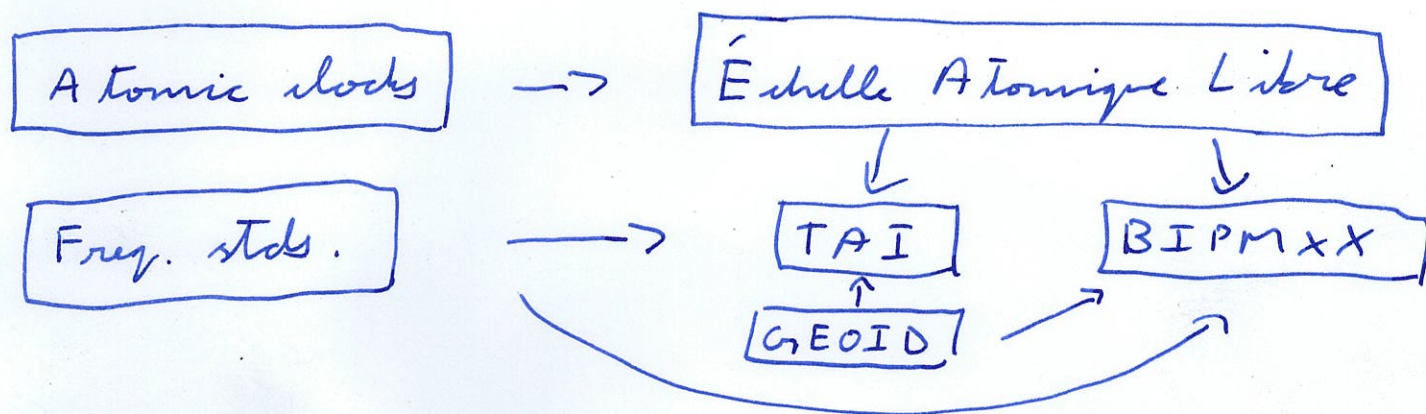 Atomic clocks
Échelle Atomique Libre
Freq. stds.
TAI
BIPMxx
GEOID